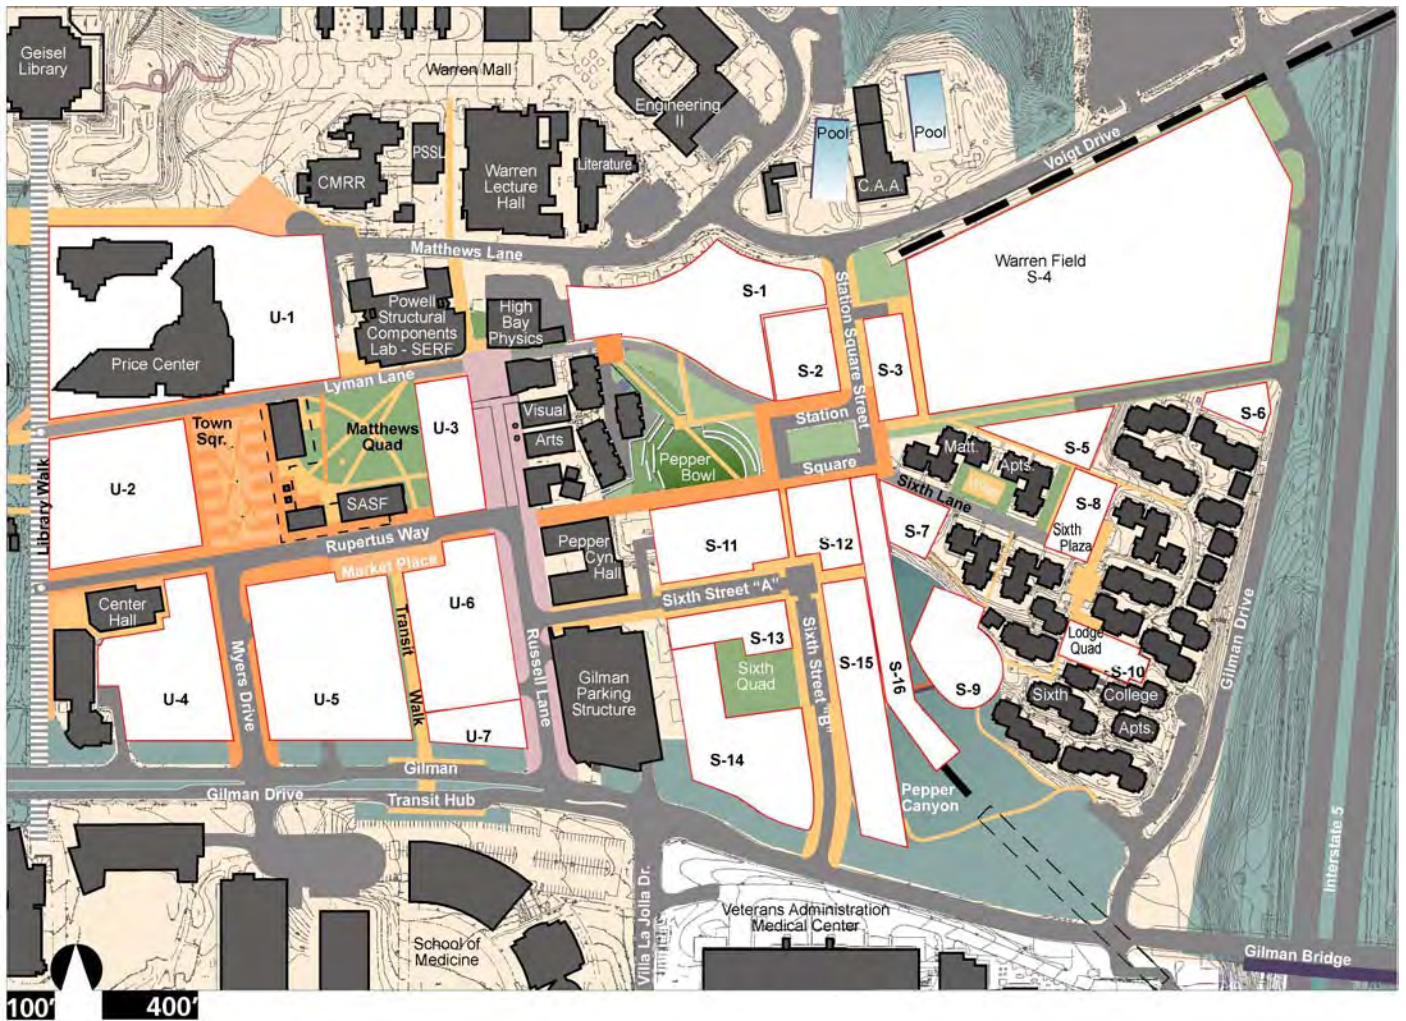 Geisel
Library
Warren Mall
Engineering
II
Pool
Pool
C.A.A.
Voigt Drive
PSSL
CMRR
Warren
Lecture
Hall
Literature
Matthews Lane
Warren Field
S-4
S-1
Station Square Street
U-1
Powell
Structural
Components
Lab - SERF
High
Bay
Physics
Price Center
Lyman Lane
S-2
S-3
Station
Square
S-6
S-5
Town
Sqr.
Matthews
Quad
U-3
Visual
Arts
Pepper
Bowl
Matt.
Apts.
Sixth Lane
S-8
Sixth
Plaza
U-2
Library Walk
SASF
Rupertus Way
Market Place
Pepper
Cyn.
Hall
S-11
S-12
S-7
Sixth Street "A"
Center
Hall
U-6
Transit
Walk
Myers Drive
Russell Lane
S-13
Sixth
Quad
Sixth Street "B"
S-15
S-16
S-9
Lodge
Quad
S-10
Sixth
College
Apts.
Gilman Drive
U-4
U-5
U-7
Gilman
Parking
Structure
S-14
Gilman
Transit Hub
Gilman Drive
Pepper
Canyon
Interstate 5
Villa La Jolla Dr.
Veterans Administration
Medical Center
School of
Medicine
Gilman Bridge
100' 400'